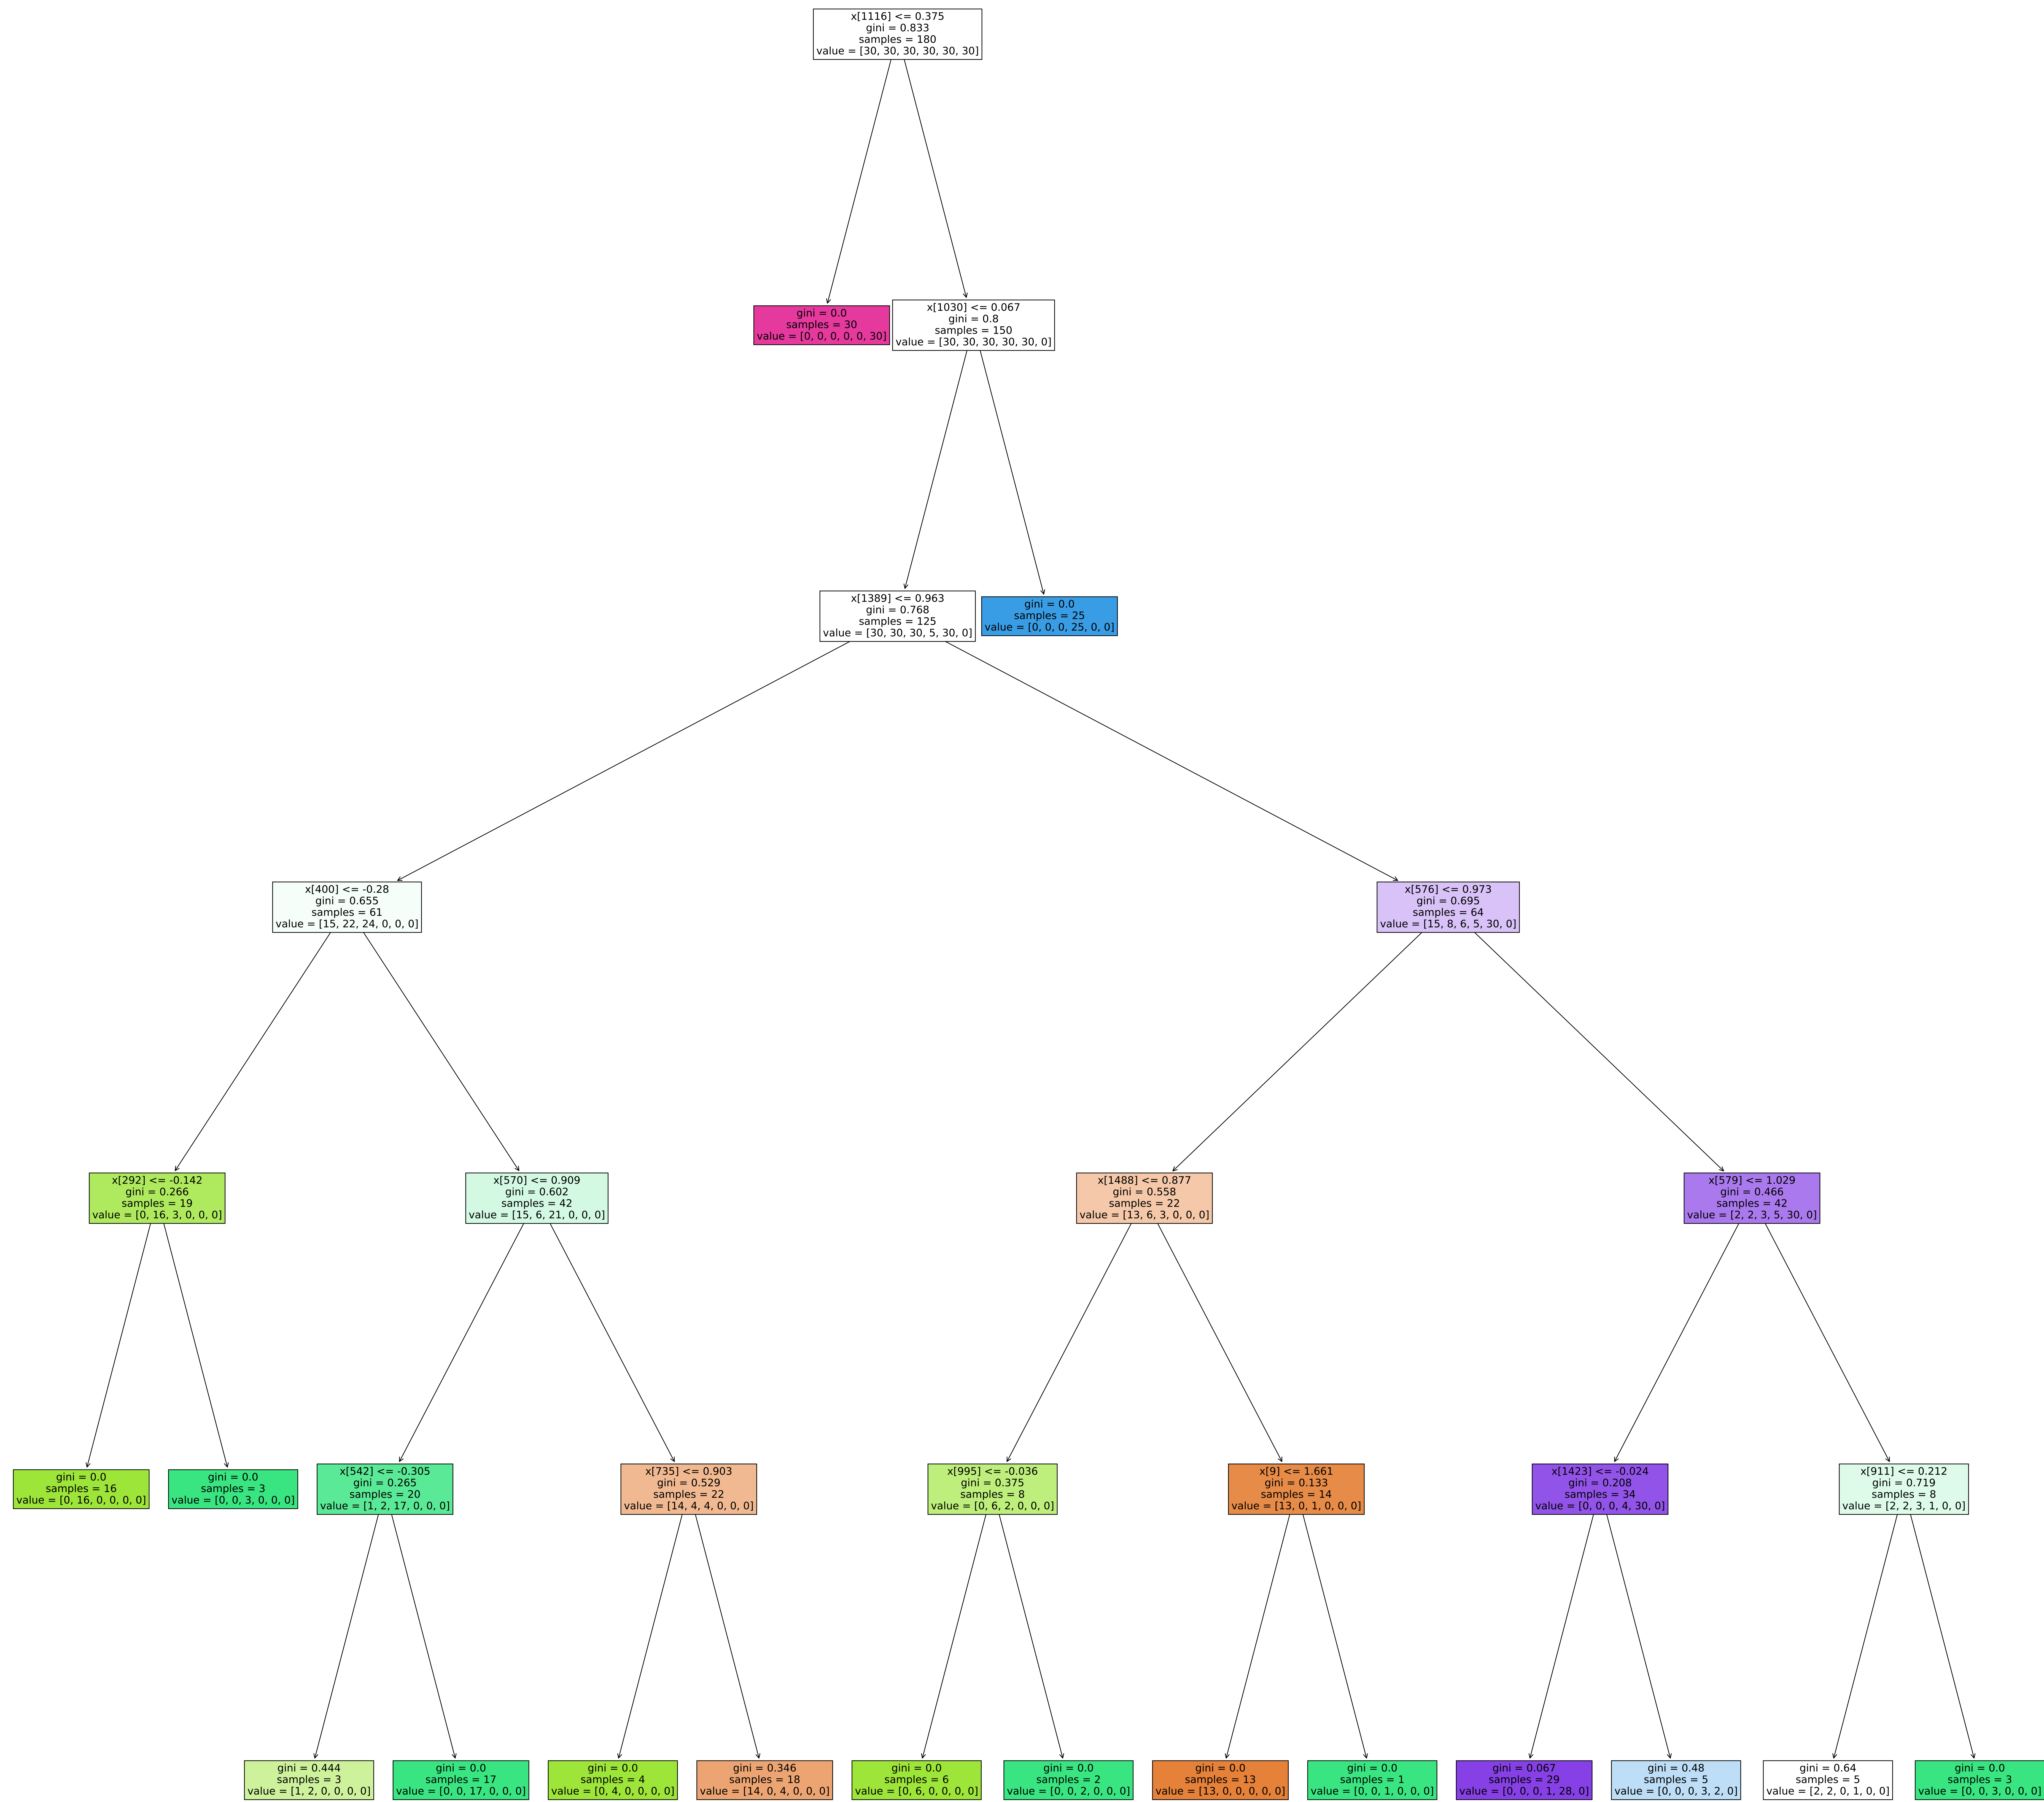 x[1116] <= 0.375
gini = 0.833
samples = 180
value = [30, 30, 30, 30, 30, 30]
gini = 0.0
samples = 30
value = [0, 0, 0, 0, 0, 30]
x[1030] <= 0.067
gini = 0.8
samples = 150
value = [30, 30, 30, 30, 30, 0]
x[1389] <= 0.963
gini = 0.768
samples = 125
value = [30, 30, 30, 5, 30, 0]
gini = 0.0
samples = 25
value = [0, 0, 0, 25, 0, 0]
x[400] <= -0.28
gini = 0.655
samples = 61
value = [15, 22, 24, 0, 0, 0]
x[576] <= 0.973
gini = 0.695
samples = 64
value = [15, 8, 6, 5, 30, 0]
x[292] <= -0.142
gini = 0.266
samples = 19
value = [0, 16, 3, 0, 0, 0]
x[570] <= 0.909
gini = 0.602
samples = 42
value = [15, 6, 21, 0, 0, 0]
x[1488] <= 0.877
gini = 0.558
samples = 22
value = [13, 6, 3, 0, 0, 0]
x[579] <= 1.029
gini = 0.466
samples = 42
value = [2, 2, 3, 5, 30, 0]
gini = 0.0
samples = 16
value = [0, 16, 0, 0, 0, 0]
gini = 0.0
samples = 3
value = [0, 0, 3, 0, 0, 0]
x[542] <= -0.305
gini = 0.265
samples = 20
value = [1, 2, 17, 0, 0, 0]
x[735] <= 0.903
gini = 0.529
samples = 22
value = [14, 4, 4, 0, 0, 0]
x[995] <= -0.036
gini = 0.375
samples = 8
value = [0, 6, 2, 0, 0, 0]
x[9] <= 1.661
gini = 0.133
samples = 14
value = [13, 0, 1, 0, 0, 0]
x[1423] <= -0.024
gini = 0.208
samples = 34
value = [0, 0, 0, 4, 30, 0]
x[911] <= 0.212
gini = 0.719
samples = 8
value = [2, 2, 3, 1, 0, 0]
gini = 0.444
samples = 3
value = [1, 2, 0, 0, 0, 0]
gini = 0.0
samples = 17
value = [0, 0, 17, 0, 0, 0]
gini = 0.0
samples = 4
value = [0, 4, 0, 0, 0, 0]
gini = 0.346
samples = 18
value = [14, 0, 4, 0, 0, 0]
gini = 0.0
samples = 6
value = [0, 6, 0, 0, 0, 0]
gini = 0.0
samples = 2
value = [0, 0, 2, 0, 0, 0]
gini = 0.0
samples = 13
value = [13, 0, 0, 0, 0, 0]
gini = 0.0
samples = 1
value = [0, 0, 1, 0, 0, 0]
gini = 0.067
samples = 29
value = [0, 0, 0, 1, 28, 0]
gini = 0.48
samples = 5
value = [0, 0, 0, 3, 2, 0]
gini = 0.64
samples = 5
value = [2, 2, 0, 1, 0, 0]
gini = 0.0
samples = 3
value = [0, 0, 3, 0, 0, 0]